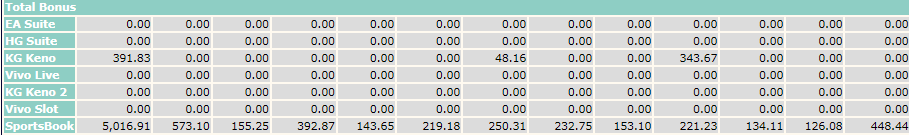 Total Bonus
EA Suite 0.00 0.00 0.00 0.00 0.00 0.00 0.00 0.00 0.00 0.00 0.00 0.00 0.00
HG Suite 0.00 0.00 0.00 0.00 0.00 0.00 0.00 0.00 0.00 0.00 0.00 0.00 0.00
KG Keno 391.83 0.00 0.00 0.00 0.00 0.00 48.16 0.00 0.00 343.67 0.00 0.00 0.00
Vivo Live 0.00 0.00 0.00 0.00 0.00 0.00 0.00 0.00 0.00 0.00 0.00 0.00 0.00
KG Keno 2 0.00 0.00 0.00 0.00 0.00 0.00 0.00 0.00 0.00 0.00 0.00 0.00 0.00
Vivo Slot 0.00 0.00 0.00 0.00 0.00 0.00 0.00 0.00 0.00 0.00 0.00 0.00 0.00
SportsBook 5,016.91 573.10 155.25 392.87 143.65 219.18 250.31 232.75 153.10 221.23 134.11 126.08 448.44